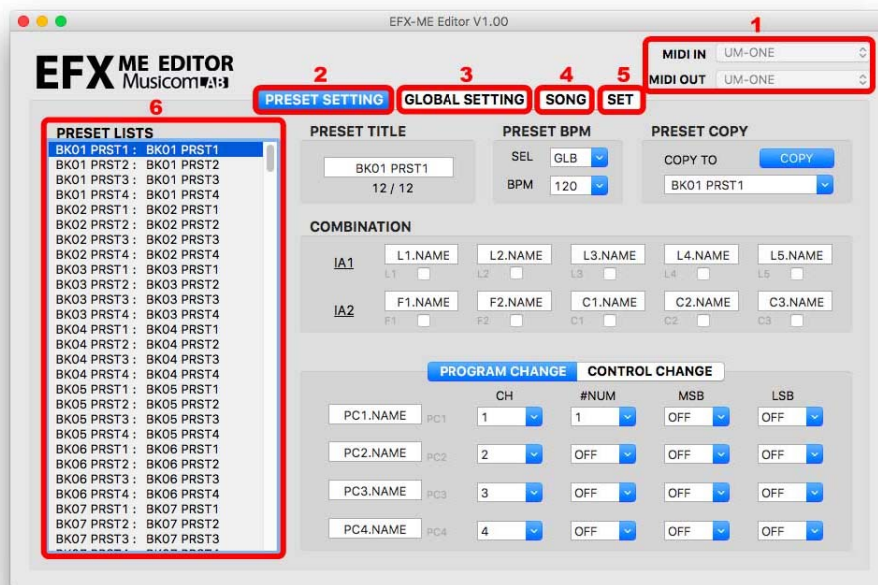 EFX-ME Editor V1.00
EFX ME EDITOR
MusicomLAB
1
MIDI IN UM-ONE
MIDI OUT UM-ONE
2 3 4 5
PRESET SETTING GLOBAL SETTING SONG SET
6
PRESET LISTS
BK01 PRST1 : BK01 PRST1
BK01 PRST2 : BK01 PRST2
BK01 PRST3 : BK01 PRST3
BK01 PRST4 : BK01 PRST4
BK02 PRST1 : BK02 PRST1
BK02 PRST2 : BK02 PRST2
BK02 PRST3 : BK02 PRST3
BK02 PRST4 : BK02 PRST4
BK03 PRST1 : BK03 PRST1
BK03 PRST2 : BK03 PRST2
BK03 PRST3 : BK03 PRST3
BK03 PRST4 : BK03 PRST4
BK04 PRST1 : BK04 PRST1
BK04 PRST2 : BK04 PRST2
BK04 PRST3 : BK04 PRST3
BK04 PRST4 : BK04 PRST4
BK05 PRST1 : BK05 PRST1
BK05 PRST2 : BK05 PRST2
BK05 PRST3 : BK05 PRST3
BK05 PRST4 : BK05 PRST4
BK06 PRST1 : BK06 PRST1
BK06 PRST2 : BK06 PRST2
BK06 PRST3 : BK06 PRST3
BK06 PRST4 : BK06 PRST4
BK07 PRST1 : BK07 PRST1
BK07 PRST2 : BK07 PRST2
BK07 PRST3 : BK07 PRST3
PRESET TITLE
BK01 PRST1
12 / 12
PRESET BPM
SEL GLB
BPM 120
PRESET COPY
COPY TO COPY
BK01 PRST1
COMBINATION
IA1 L1.NAME L2.NAME L3.NAME L4.NAME L5.NAME
L1 L2 L3 L4 L5
IA2 F1.NAME F2.NAME C1.NAME C2.NAME C3.NAME
F1 F2 C1 C2 C3
PROGRAM CHANGE CONTROL CHANGE
CH #NUM MSB LSB
PC1.NAME PC1 1 1 OFF OFF
PC2.NAME PC2 2 OFF OFF OFF
PC3.NAME PC3 3 OFF OFF OFF
PC4.NAME PC4 4 OFF OFF OFF